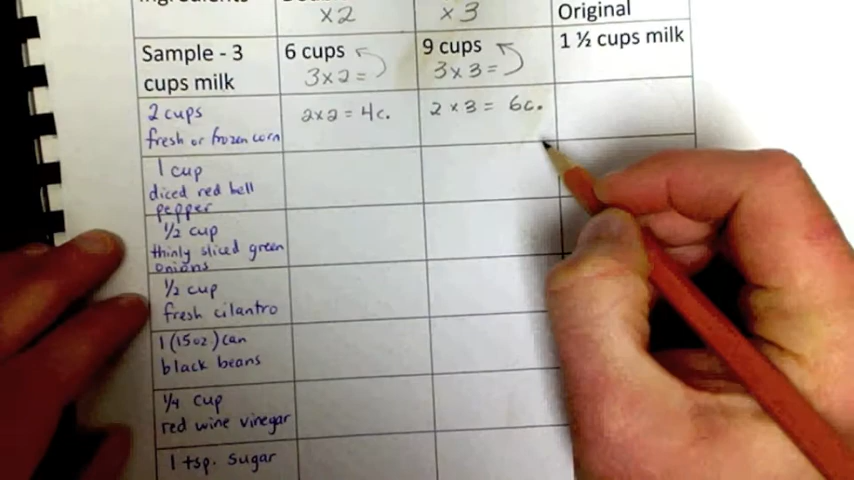 x2
x3
Original
Sample - 3
cups milk
6 cups
3x2=
9 cups
3x3=
1 ½ cups milk
2 cups
fresh or frozen corn
2x2 = 4c.
2 x3 = 6c.
1 cup
diced red bell
pepper
½ cup
thinly sliced green
onions
½ cup
fresh cilantro
1 (15oz) can
black beans
¼ cup
red wine vinegar
1 tsp. sugar